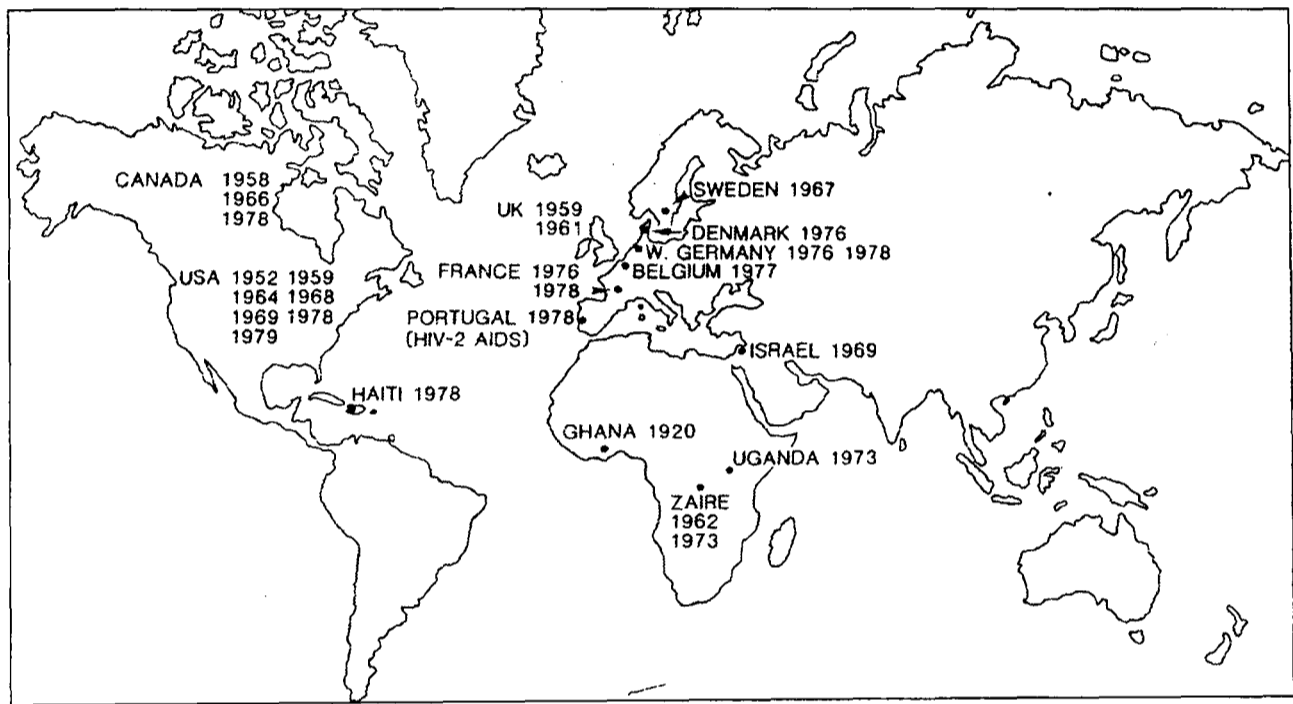 CANADA 1958
1966
1978
SWEDEN 1967
UK 1959
1961
DENMARK 1976
W. GERMANY 1976 1978
BELGIUM 1977
FRANCE 1976
1978
USA 1952 1959
1964 1968
1969 1978
1979
PORTUGAL 1978
(HIV-2 AIDS)
ISRAEL 1969
HAITI 1978
GHANA 1920
UGANDA 1973
ZAIRE
1962
1973